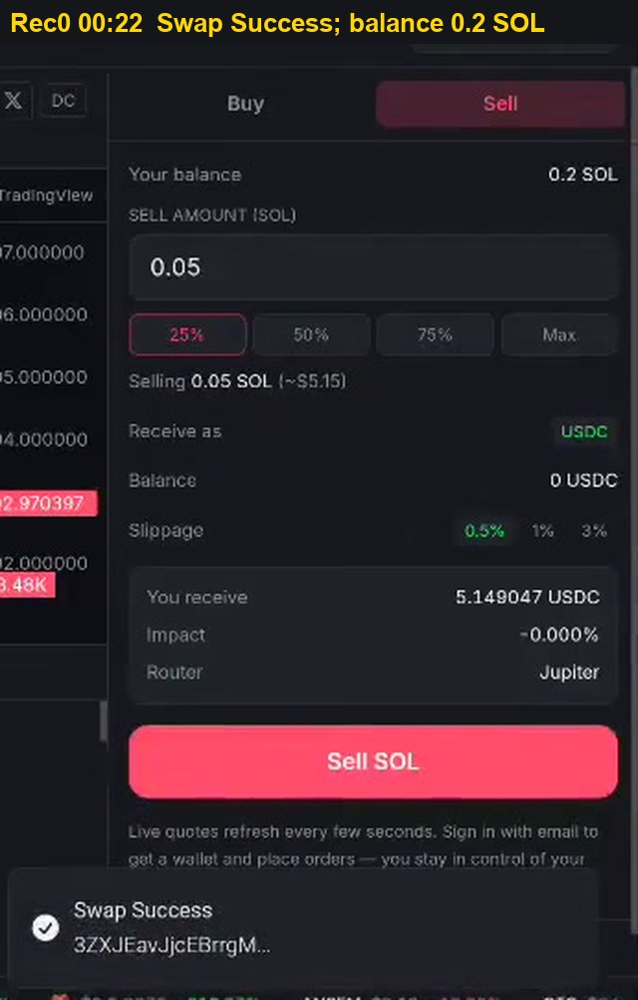 Rec0 00:22 Swap Success; balance 0.2 SOL
X DC
Buy Sell
TradingView
Your balance 0.2 SOL
SELL AMOUNT (SOL)
07.000000
0.05
06.000000
25% 50% 75% Max
05.000000
Selling 0.05 SOL (~$5.15)
04.000000
Receive as USDC
Balance 0 USDC
02.970397
Slippage 0.5% 1% 3%
02.000000
3.48K
You receive 5.149047 USDC
Impact -0.000%
Router Jupiter
Sell SOL
Live quotes refresh every few seconds. Sign in with email to
get a wallet and place orders — you stay in control of your
Swap Success
3ZXJEavJjcEBrrgM...